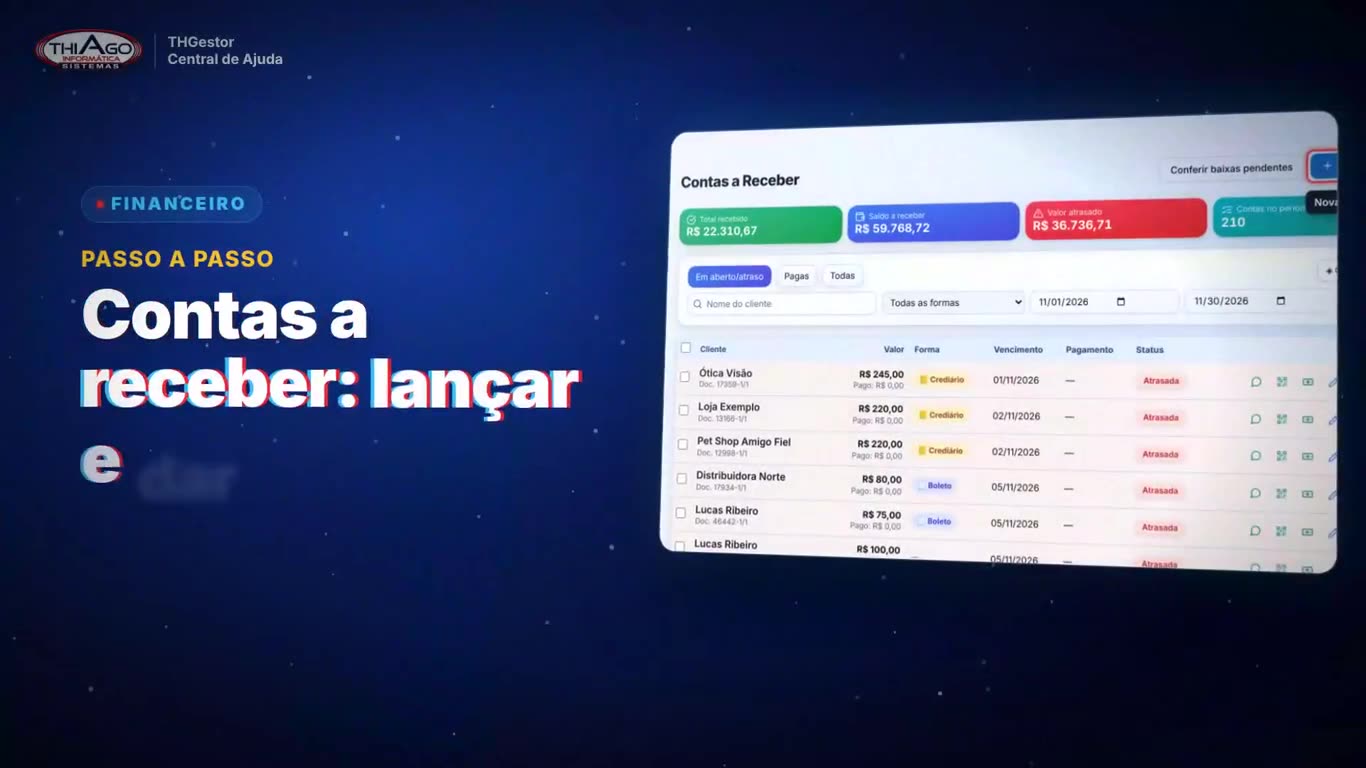 THIAGO
INFORMÁTICA
SISTEMAS
THGestor
Central de Ajuda
FINANCEIRO
PASSO A PASSO
Contas a
receber: lançar
e dar
Contas a Receber
Conferir baixas pendentes
+
Nova
Total recebido
R$ 22.310,67
Saldo a receber
R$ 59.768,72
Valor atrasado
R$ 36.736,71
Contas no períod
210
Em aberto/atraso
Pagas
Todas
Nome do cliente
Todas as formas
11/01/2026
11/30/2026
Cliente Valor Forma Vencimento Pagamento Status
Ótica Visão R$ 245,00 Crediário 01/11/2026 — Atrasada
Doc. 17359-1/1 Pago: R$ 0,00
Loja Exemplo R$ 220,00 Crediário 02/11/2026 — Atrasada
Doc. 13166-1/1 Pago: R$ 0,00
Pet Shop Amigo Fiel R$ 220,00 Crediário 02/11/2026 — Atrasada
Doc. 12998-1/1 Pago: R$ 0,00
Distribuidora Norte R$ 80,00 Boleto 05/11/2026 — Atrasada
Doc. 17934-1/1 Pago: R$ 0,00
Lucas Ribeiro R$ 75,00 Boleto 05/11/2026 — Atrasada
Doc. 46442-1/1 Pago: R$ 0,00
Lucas Ribeiro R$ 100,00 — 05/11/2026 — Atrasada